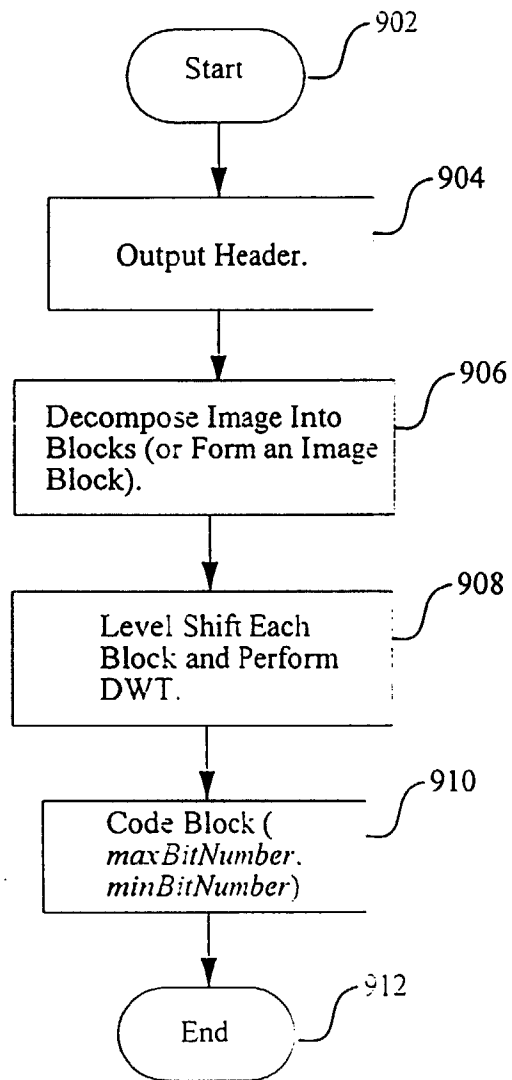 902
Start
904
Output Header.
906
Decompose Image Into
Blocks (or Form an Image
Block).
908
Level Shift Each
Block and Perform
DWT.
910
Code Block (
maxBitNumber.
minBitNumber)
912
End